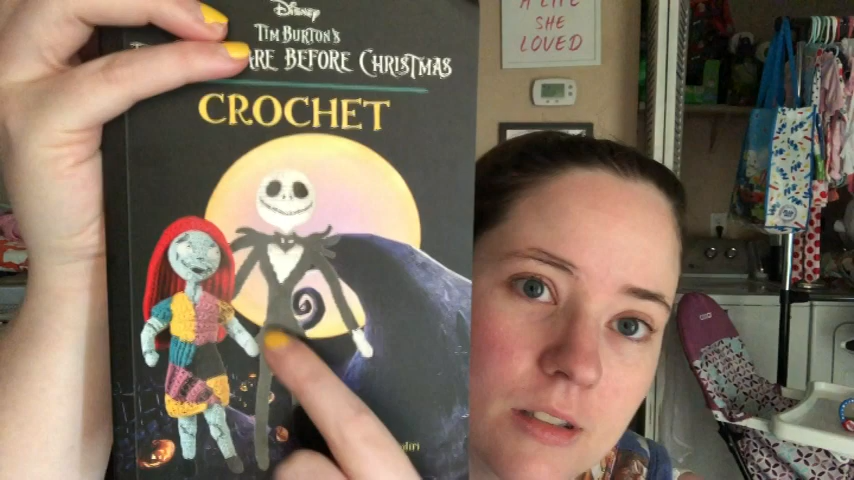 Disney
TIM BURTON'S
BEFORE CHRISTMAS
CROCHET
A LIFE
SHE
LOVED